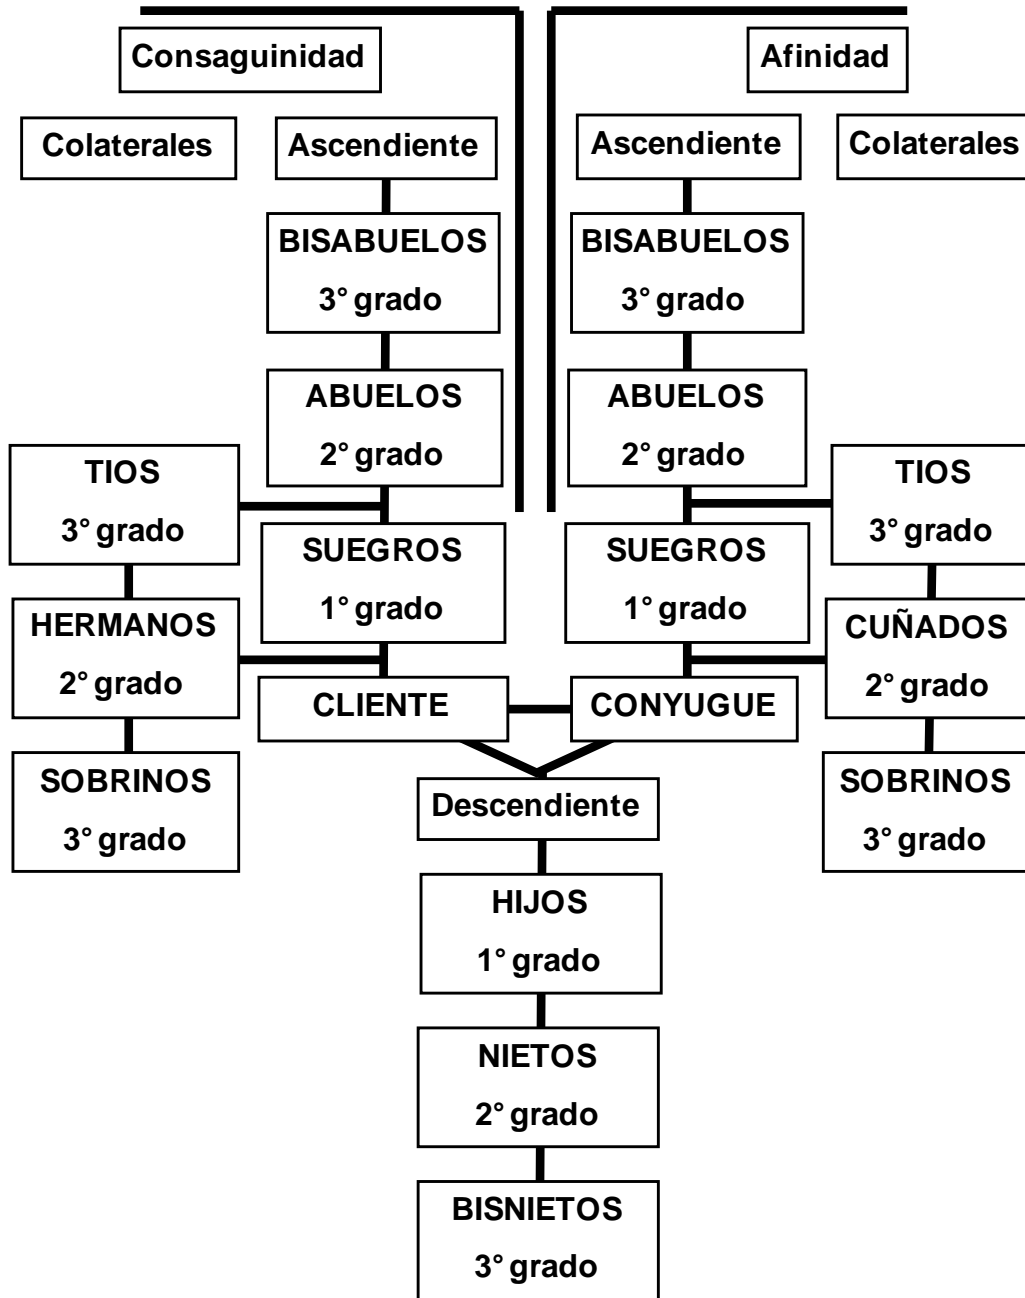 Consaguinidad
Afinidad
Colaterales
Ascendiente
Ascendiente
Colaterales
BISABUELOS
3° grado
BISABUELOS
3° grado
ABUELOS
2° grado
ABUELOS
2° grado
TIOS
3° grado
TIOS
3° grado
SUEGROS
1° grado
SUEGROS
1° grado
HERMANOS
2° grado
CUÑADOS
2° grado
CLIENTE
CONYUGUE
SOBRINOS
3° grado
SOBRINOS
3° grado
Descendiente
HIJOS
1° grado
NIETOS
2° grado
BISNIETOS
3° grado